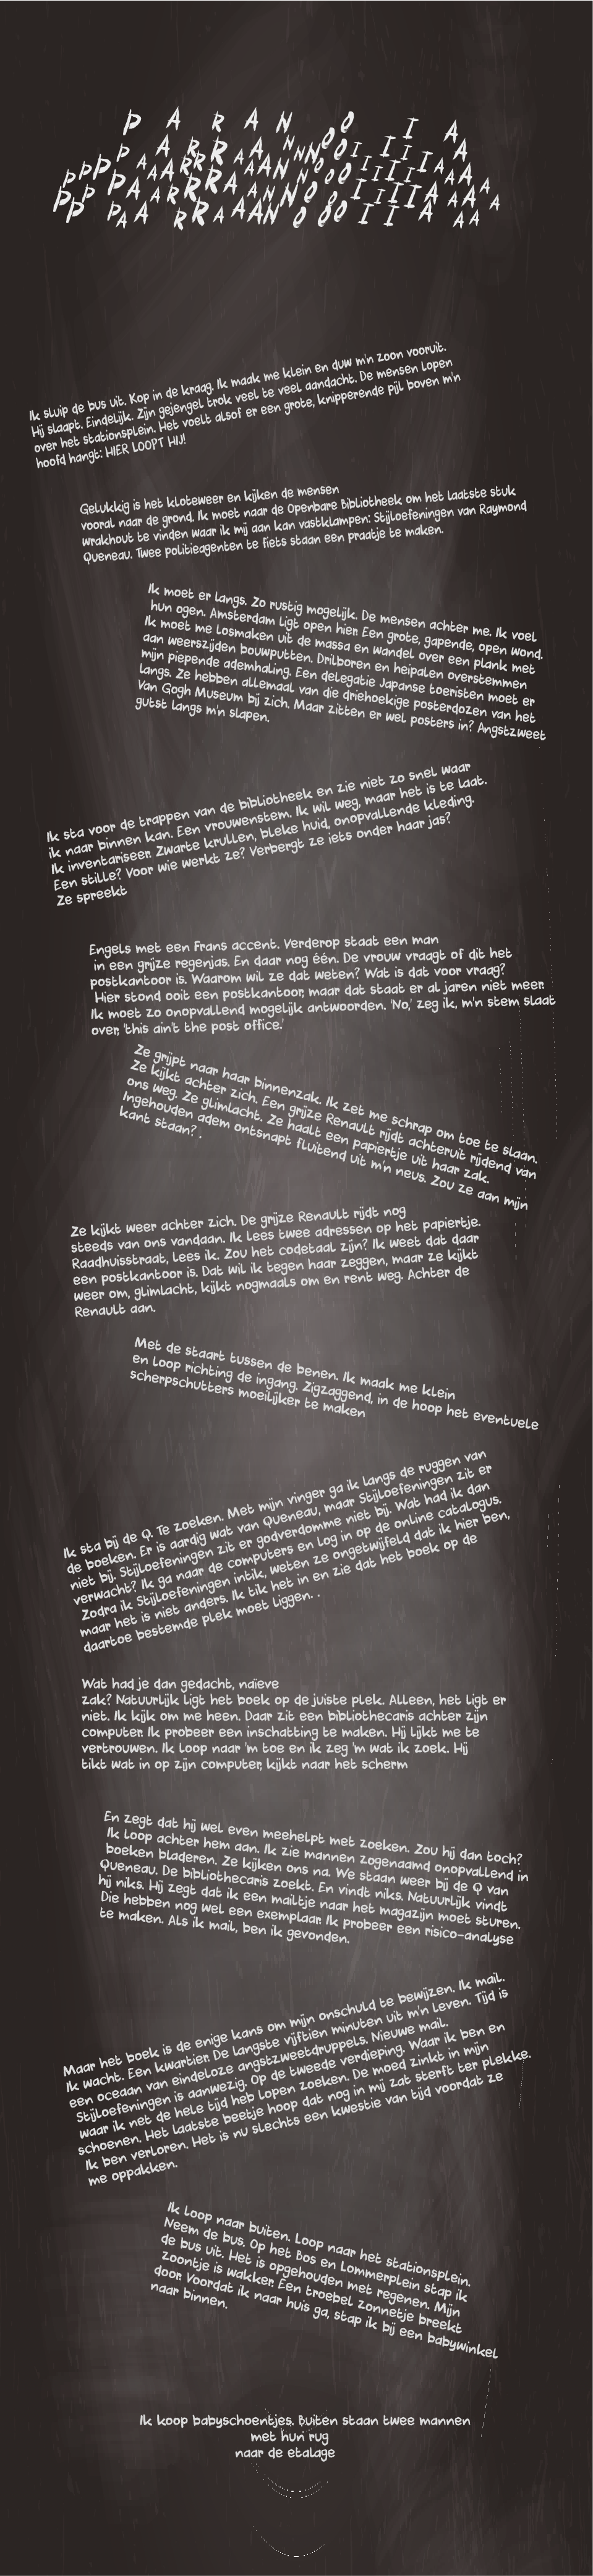 P A R A N O I A
Ik sluip de bus uit. Kop in de kraag. Ik maak me klein en duw m'n zoon vooruit.
Hij slaapt. Eindelijk. Zijn gejengel trok veel te veel aandacht. De mensen lopen
over het stationsplein. Het voelt alsof er een grote, knipperende pijl boven m'n
hoofd hangt: HIER LOOPT HIJ!
Gelukkig is het kloteweer en kijken de mensen
vooral naar de grond. Ik moet naar de Openbare Bibliotheek om het laatste stuk
wrakhout te vinden waar ik mij aan kan vastklampen: Stijloefeningen van Raymond
Queneau. Twee politieagenten te fiets staan een praatje te maken.
Ik moet er langs. Zo rustig mogelijk. De mensen achter me. Ik voel
hun ogen. Amsterdam ligt open hier. Een grote, gapende, open wond.
Ik moet me losmaken uit de massa en wandel over een plank met
aan weerszijden bouwputten. Drilboren en heipalen overstemmen
mijn piepende ademhaling. Een delegatie Japanse toeristen moet er
langs. Ze hebben allemaal van die driehoekige posterdozen van het
Van Gogh Museum bij zich. Maar zitten er wel posters in? Angstzweet
gutst langs m'n slapen.
Ik sta voor de trappen van de bibliotheek en zie niet zo snel waar
ik naar binnen kan. Een vrouwenstem. Ik wil weg, maar het is te laat.
Ik inventariseer. Zwarte krullen, bleke huid, onopvallende kleding.
Een stille? Voor wie werkt ze? Verbergt ze iets onder haar jas?
Ze spreekt
Engels met een Frans accent. Verderop staat een man
in een grijze regenjas. En daar nog één. De vrouw vraagt of dit het
postkantoor is. Waarom wil ze dat weten? Wat is dat voor vraag?
Hier stond ooit een postkantoor, maar dat staat er al jaren niet meer.
Ik moet zo onopvallend mogelijk antwoorden. 'No,' zeg ik, m'n stem slaat
over, 'this ain't the post office.'
Ze grijpt naar haar binnenzak. Ik zet me schrap om toe te slaan.
Ze kijkt achter zich. Een grijze Renault rijdt achteruit rijdend van
ons weg. Ze glimlacht. Ze haalt een papiertje uit haar zak.
Ingehouden adem ontsnapt fluitend uit m'n neus. Zou ze aan mijn
kant staan? .
Ze kijkt weer achter zich. De grijze Renault rijdt nog
steeds van ons vandaan. Ik lees twee adressen op het papiertje.
Raadhuisstraat, Lees ik. Zou het codetaal zijn? Ik weet dat daar
een postkantoor is. Dat wil ik tegen haar zeggen, maar ze kijkt
weer om, glimlacht, kijkt nogmaals om en rent weg. Achter de
Renault aan.
Met de staart tussen de benen. Ik maak me klein
en loop richting de ingang. Zigzaggend, in de hoop het eventuele
scherpschutters moeilijker te maken
Ik sta bij de Q. Te zoeken. Met mijn vinger ga ik langs de ruggen van
de boeken. Er is aardig wat van Queneau, maar Stijloefeningen zit er
niet bij. Stijloefeningen zit er godverdomme niet bij. Wat had ik dan
verwacht? Ik ga naar de computers en log in op de online catalogus.
Zodra ik Stijloefeningen intik, weten ze ongetwijfeld dat ik hier ben,
maar het is niet anders. Ik tik het in en zie dat het boek op de
daartoe bestemde plek moet liggen. .
Wat had je dan gedacht, naïeve
zak? Natuurlijk ligt het boek op de juiste plek. Alleen, het ligt er
niet. Ik kijk om me heen. Daar zit een bibliothecaris achter zijn
computer. Ik probeer een inschatting te maken. Hij lijkt me te
vertrouwen. Ik loop naar 'm toe en ik zeg 'm wat ik zoek. Hij
tikt wat in op zijn computer, kijkt naar het scherm
En zegt dat hij wel even meehelpt met zoeken. Zou hij dan toch?
Ik loop achter hem aan. Ik zie mannen zogenaamd onopvallend in
boeken bladeren. Ze kijken ons na. We staan weer bij de Q van
Queneau. De bibliothecaris zoekt. En vindt niks. Natuurlijk vindt
hij niks. Hij zegt dat ik een mailtje naar het magazijn moet sturen.
Die hebben nog wel een exemplaar. Ik probeer een risico-analyse
te maken. Als ik mail, ben ik gevonden.
Maar het boek is de enige kans om mijn onschuld te bewijzen. Ik mail.
Ik wacht. Een kwartier. De langste vijftien minuten uit m'n leven. Tijd is
een oceaan van eindeloze angstzweetdruppels. Nieuwe mail.
Stijloefeningen is aanwezig. Op de tweede verdieping. Waar ik ben en
waar ik net de hele tijd heb lopen zoeken. De moed zinkt in mijn
schoenen. Het laatste beetje hoop dat nog in mij zat sterft ter plekke.
Ik ben verloren. Het is nu slechts een kwestie van tijd voordat ze
me oppakken.
Ik loop naar buiten. Loop naar het stationsplein.
Neem de bus. Op het Bos en Lommerplein stap ik
de bus uit. Het is opgehouden met regenen. Mijn
zoontje is wakker. Een troebel zonnetje breekt
door. Voordat ik naar huis ga, stap ik bij een babywinkel
naar binnen.
Ik koop babyschoentjes. Buiten staan twee mannen
met hun rug
naar de etalage